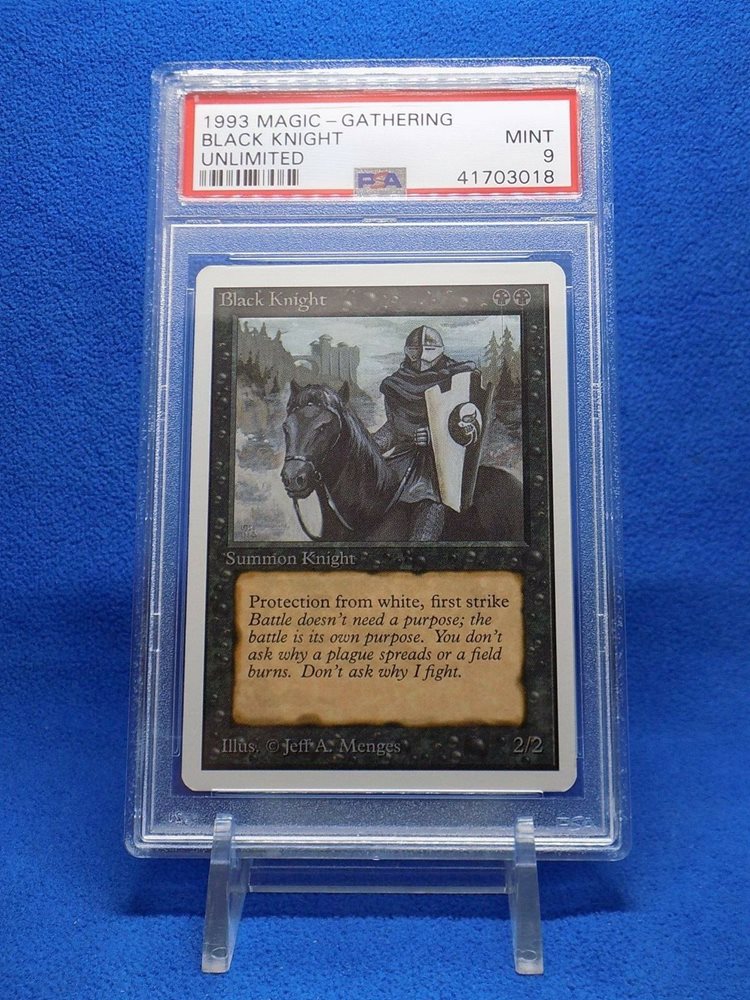 1993 MAGIC – GATHERING
BLACK KNIGHT MINT
UNLIMITED 9
PSA 41703018
Black Knight
Summon Knight
Protection from white, first strike
Battle doesn't need a purpose; the
battle is its own purpose. You don't
ask why a plague spreads or a field
burns. Don't ask why I fight.
Illus. © Jeff A. Menges 2/2
PSA